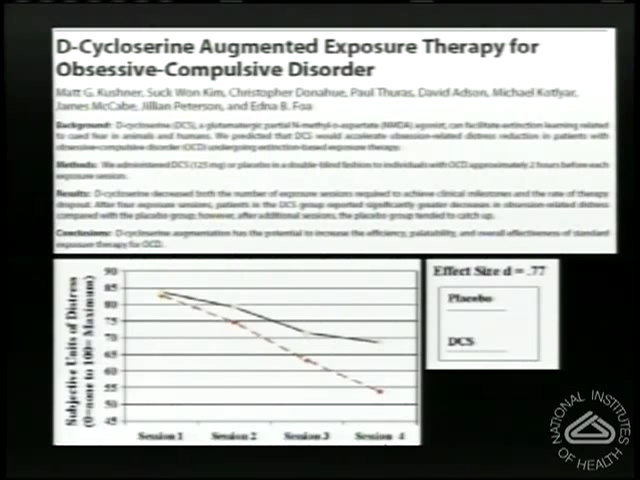 D-Cycloserine Augmented Exposure Therapy for
Obsessive-Compulsive Disorder
Matt G. Kushner, Suck Won Kim, Christopher Donahue, Paul Thuras, David Adson, Michael Kotlyar,
James McCabe, Jillian Peterson, and Edna B. Foa
Background: D-cycloserine (DCS), a glutamatergic partial N-methyl-D-aspartate (NMDA) agonist, can facilitate extinction learning related
to cued fear in animals and humans. We predicted that DCS would accelerate obsession-related distress reduction in patients with
obsessive-compulsive disorder (OCD) undergoing extinction-based exposure therapy.
Methods: We administered DCS (125 mg) or placebo in a double-blind fashion to individuals with OCD approximately 2 hours before each
exposure session.
Results: D-cycloserine decreased both the number of exposure sessions required to achieve clinical milestones and the rate of therapy
dropout. After four exposure sessions, patients in the DCS group reported significantly greater decreases in obsession-related distress
compared with the placebo group; however, after additional sessions, the placebo group tended to catch up.
Conclusions: D-cycloserine augmentation has the potential to increase the efficiency, palatability, and overall effectiveness of standard
exposure therapy for OCD.
Subjective Units of Distress
(0=none to 100= Maximum)
90
85
80
75
70
65
60
55
50
45
Session 1 Session 2 Session 3 Session 4
Effect Size d = .77
Placebo
DCS
NATIONAL INSTITUTES
OF HEALTH